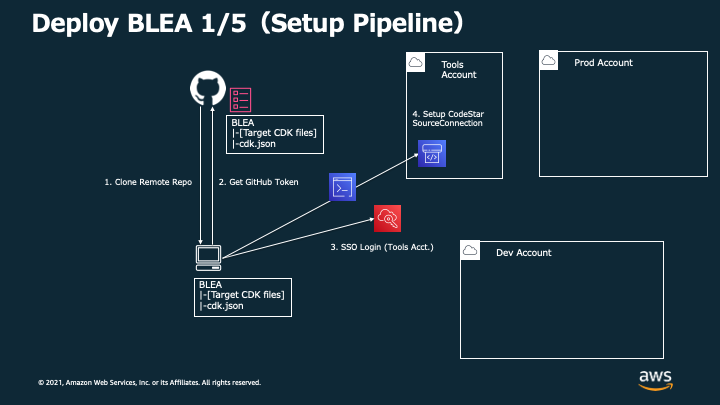 Deploy BLEA 1/5（Setup Pipeline）
Tools
Account
Prod Account
4. Setup CodeStar
SourceConnection
BLEA
|-[Target CDK files]
|-cdk.json
1. Clone Remote Repo
2. Get GitHub Token
3. SSO Login (Tools Acct.)
Dev Account
BLEA
|-[Target CDK files]
|-cdk.json
© 2021, Amazon Web Services, Inc. or its Affiliates. All rights reserved.
aws